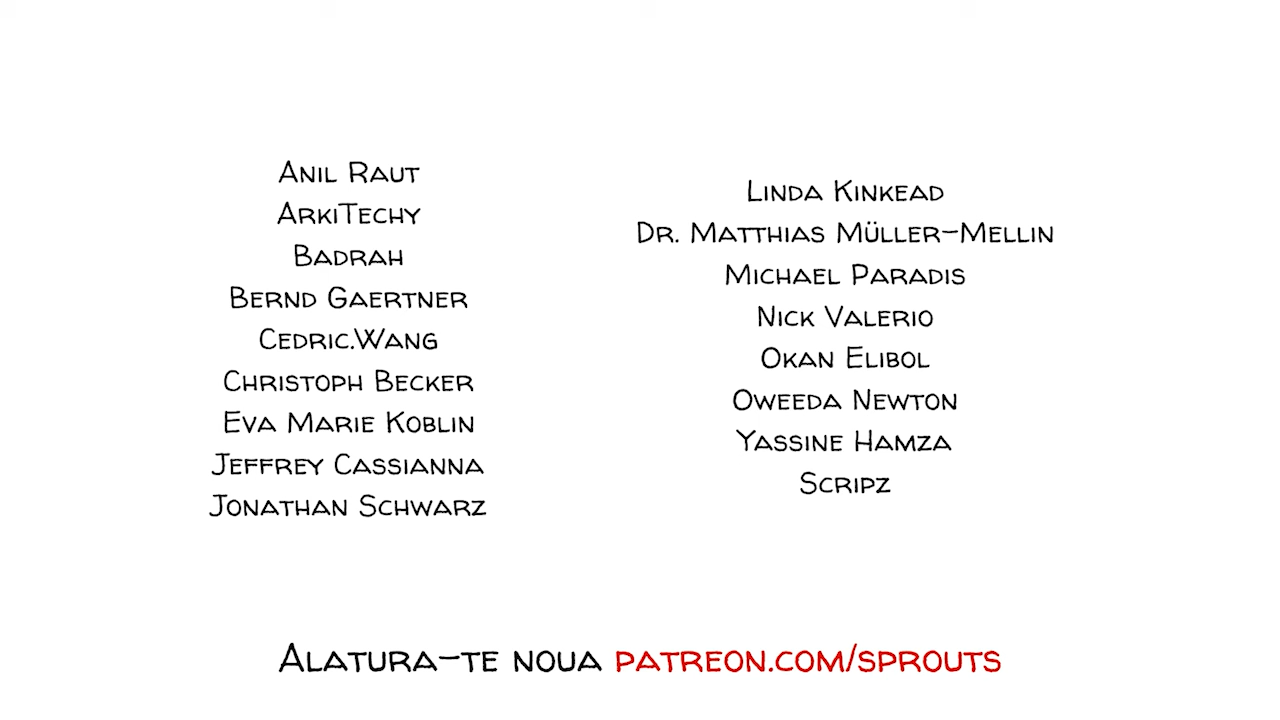 Anil Raut
ArkiTechy
Badrah
Bernd Gaertner
Cedric.Wang
Christoph Becker
Eva Marie Koblin
Jeffrey Cassianna
Jonathan Schwarz
Linda Kinkead
Dr. Matthias Müller-Mellin
Michael Paradis
Nick Valerio
Okan Elibol
Oweeda Newton
Yassine Hamza
Scripz
Alatura-te noua patreon.com/sprouts